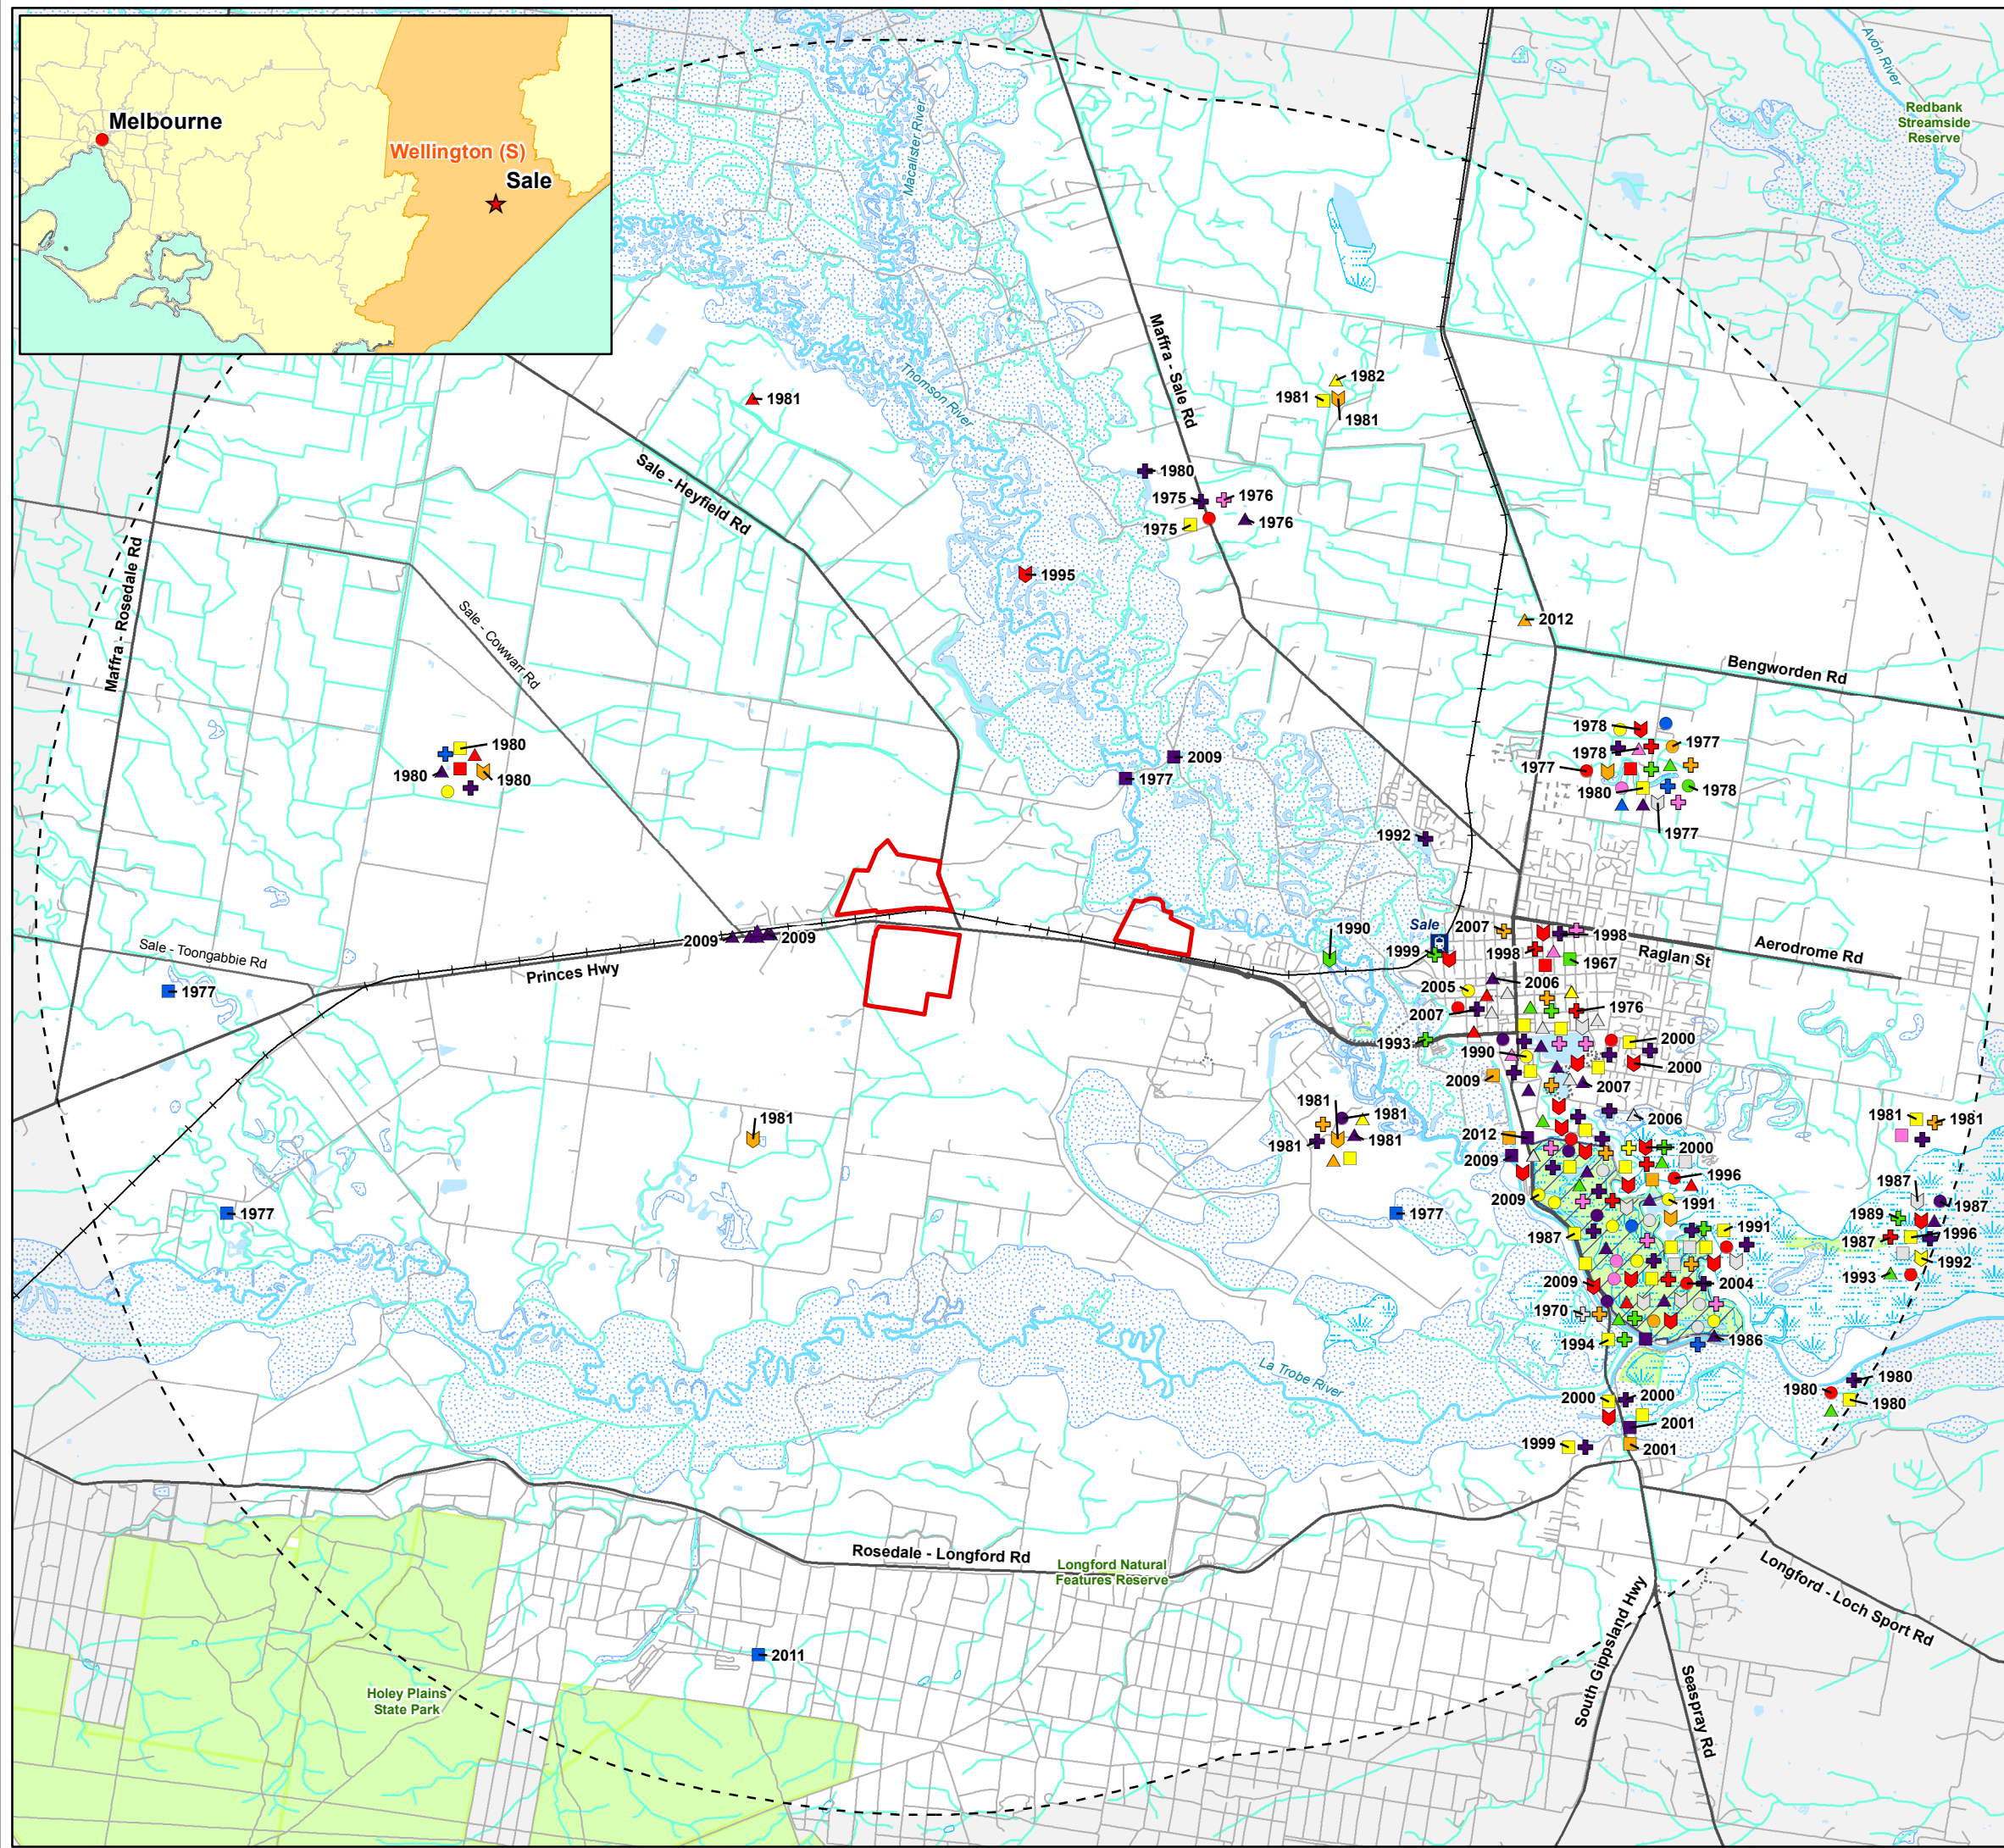 Melbourne
Wellington (S)
Sale
Avon River
Redbank
Streamside
Reserve
Macalister River
Thomson River
Maffra - Sale Rd
1982
1981
1981
1981
Sale - Heyfield Rd
1980
1975
1976
1975
1976
1995
Maffra - Rosedale Rd
Sale - Cowwarr Rd
2012
Bengworden Rd
1978
1978
1977
1977
1980
1978
1977
1980
1980
1980
2009
1977
1992
2009
2009
Sale - Toongabbie Rd
Princes Hwy
1977
1990
Sale
2007
1998
1999
1998
1967
Raglan St
Aerodrome Rd
2005
2006
2007
1976
1993
1990
2000
2000
2009
2007
1981
1981
1981
1981
1981
2006
1981
1981
2012
2009
2000
1996
2009
1991
1977
1977
1987
1991
1987
1987
1989
1987
1996
1992
1993
2009
2004
1970
1994
1986
La Trobe River
1980
1980
1980
2000
2000
2001
1999
2001
Rosedale - Longford Rd
Longford Natural
Features Reserve
Longford - Loch Sport Rd
South Gippsland Hwy
Seaspray Rd
2011
Holey Plains
State Park